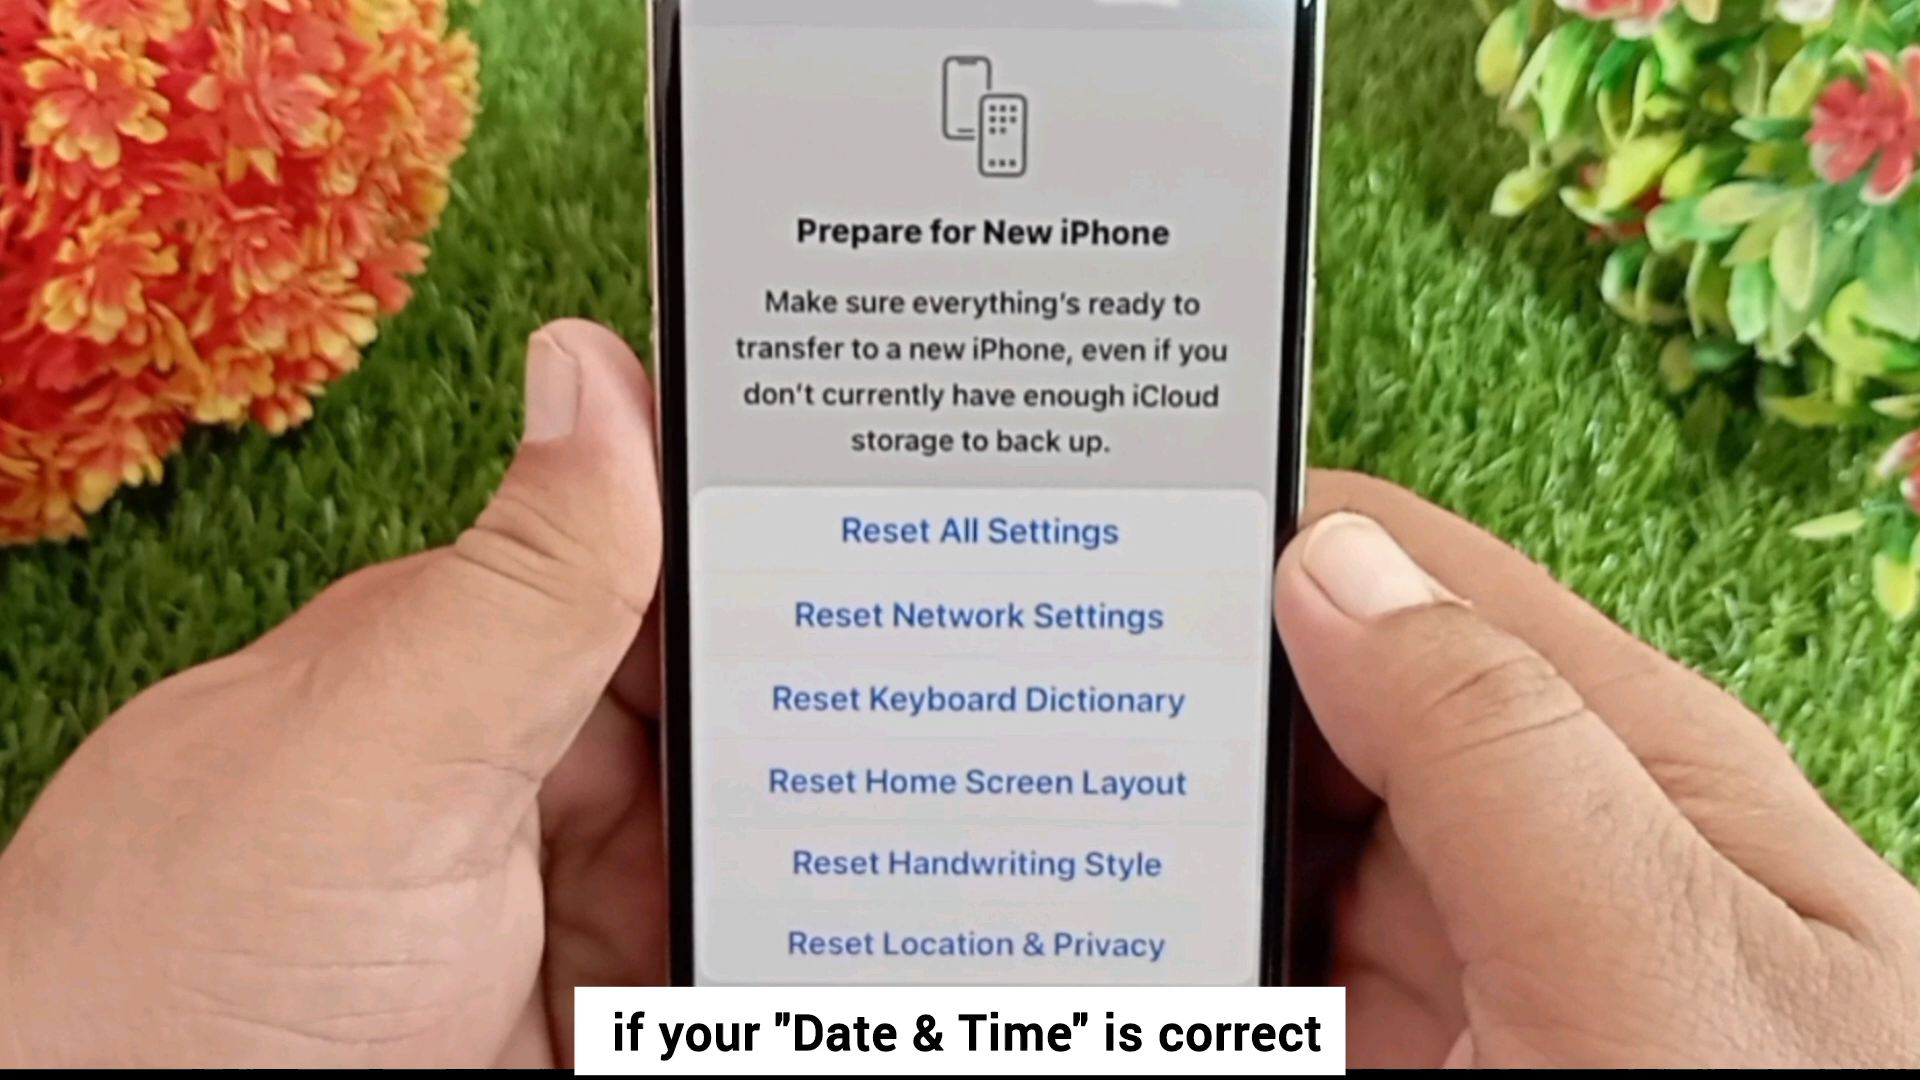 Prepare for New iPhone
Make sure everything's ready to
transfer to a new iPhone, even if you
don't currently have enough iCloud
storage to back up.
Reset All Settings
Reset Network Settings
Reset Keyboard Dictionary
Reset Home Screen Layout
Reset Handwriting Style
Reset Location & Privacy
if your "Date & Time" is correct